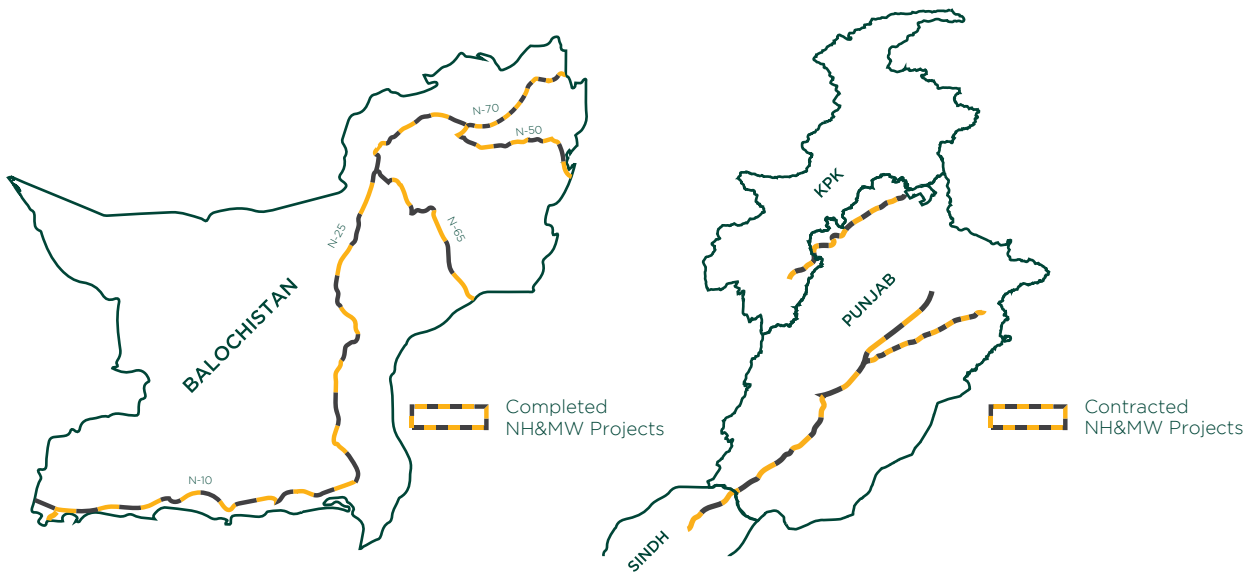 N-70
N-50
N-25
N-65
BALOCHISTAN
N-10
Completed
NH&MW Projects
KPK
PUNJAB
SINDH
Contracted
NH&MW Projects